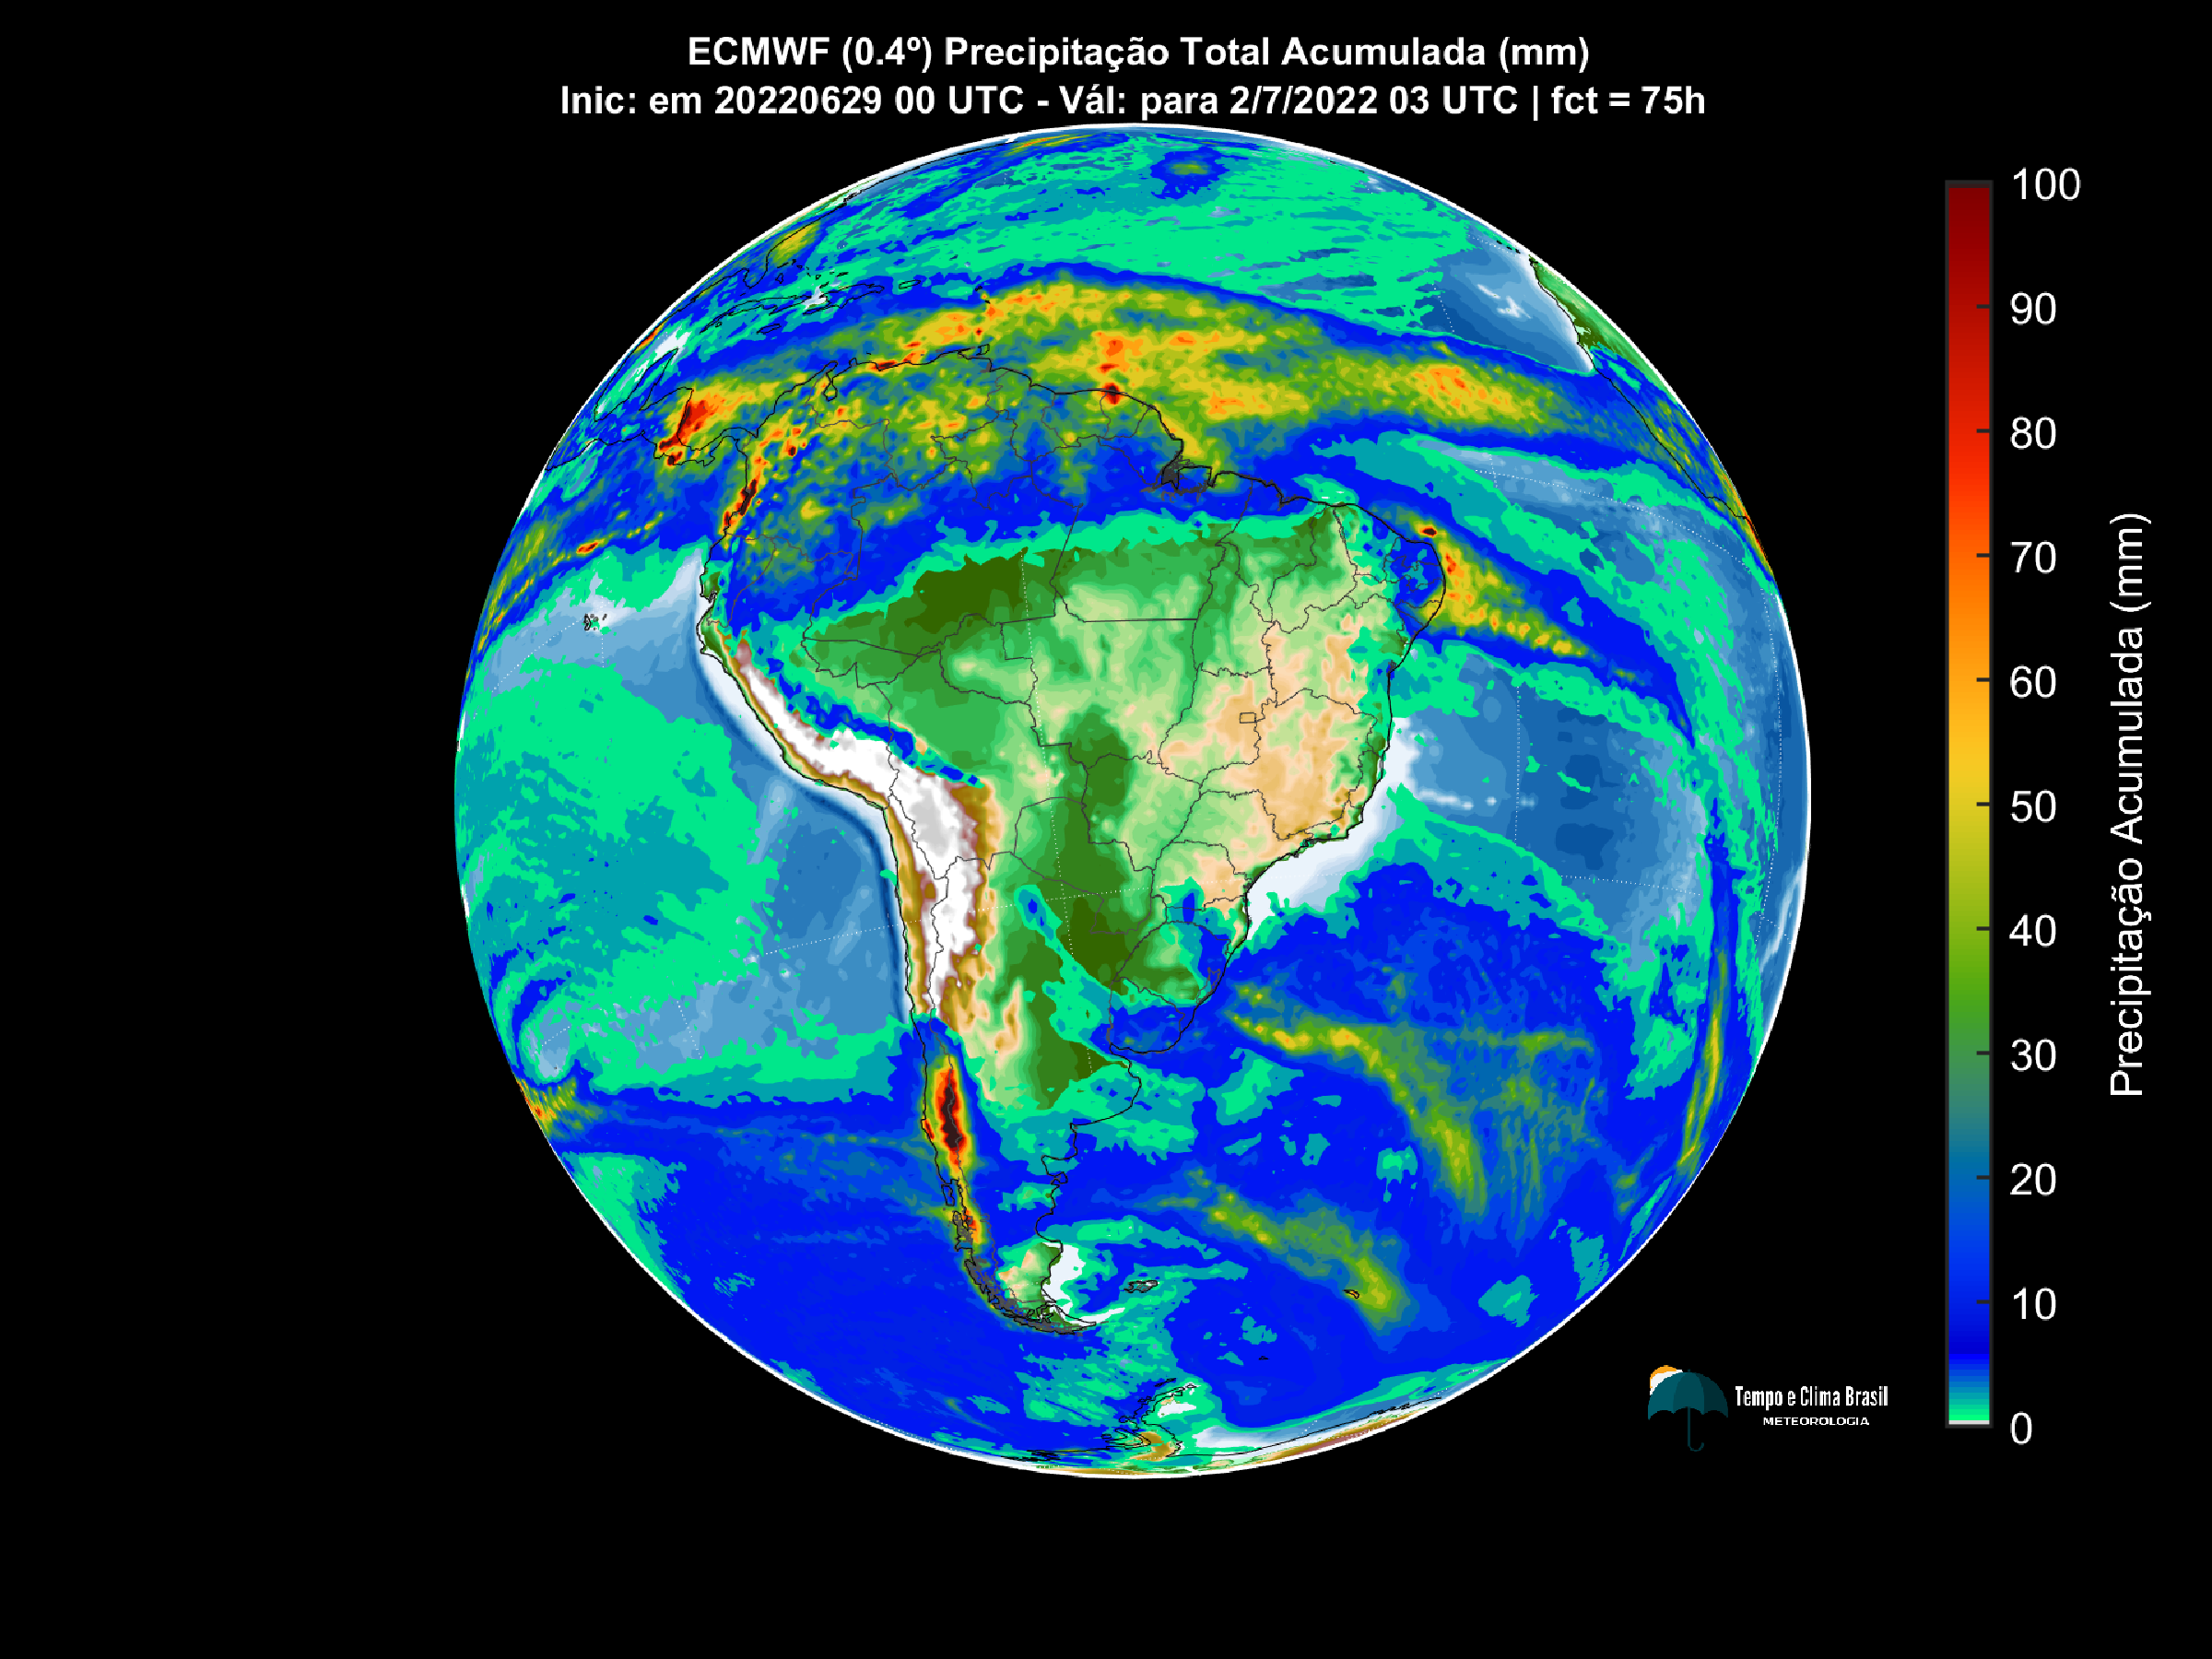 ECMWF (0.4º) Precipitação Total Acumulada (mm)
Inic: em 20220629 00 UTC - Vál: para 2/7/2022 03 UTC | fct = 75h
100
90
80
70
60
50
40
30
20
10
0
Precipitação Acumulada (mm)
Tempo e Clima Brasil
METEOROLOGIA